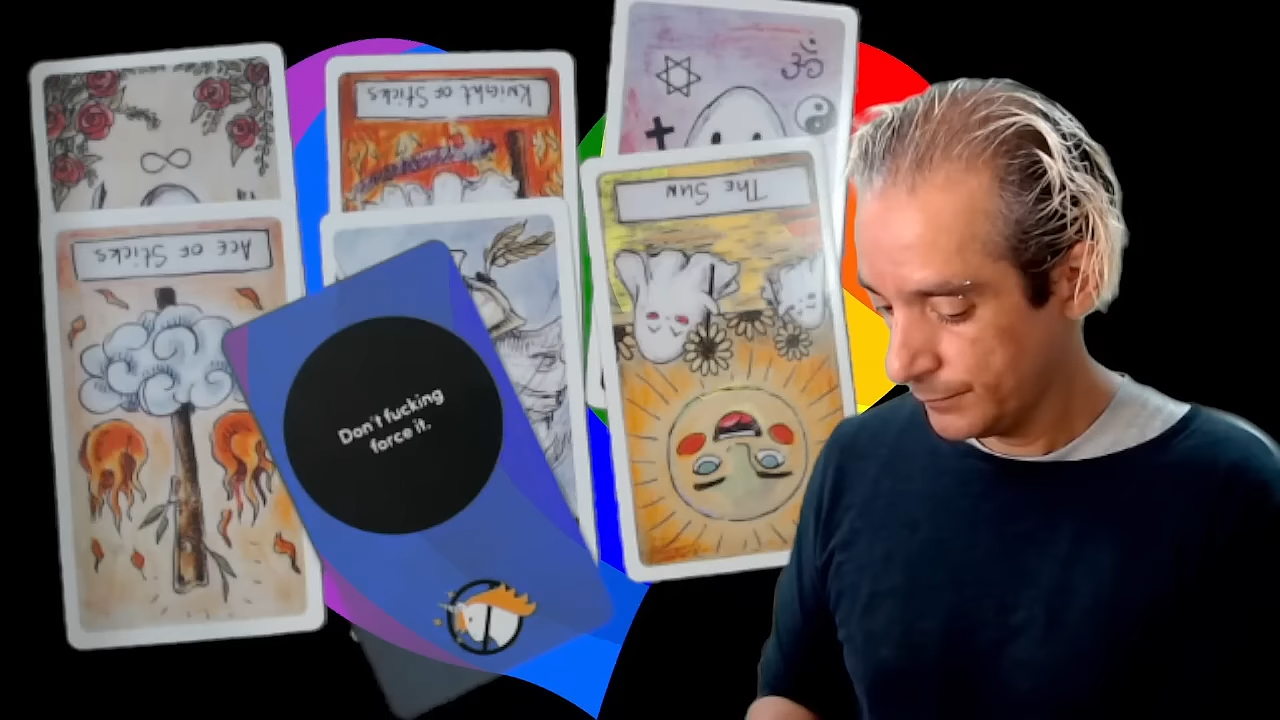 Knight of Sticks
ॐ
The Sun
Ace of Sticks
Don't fucking
force it.